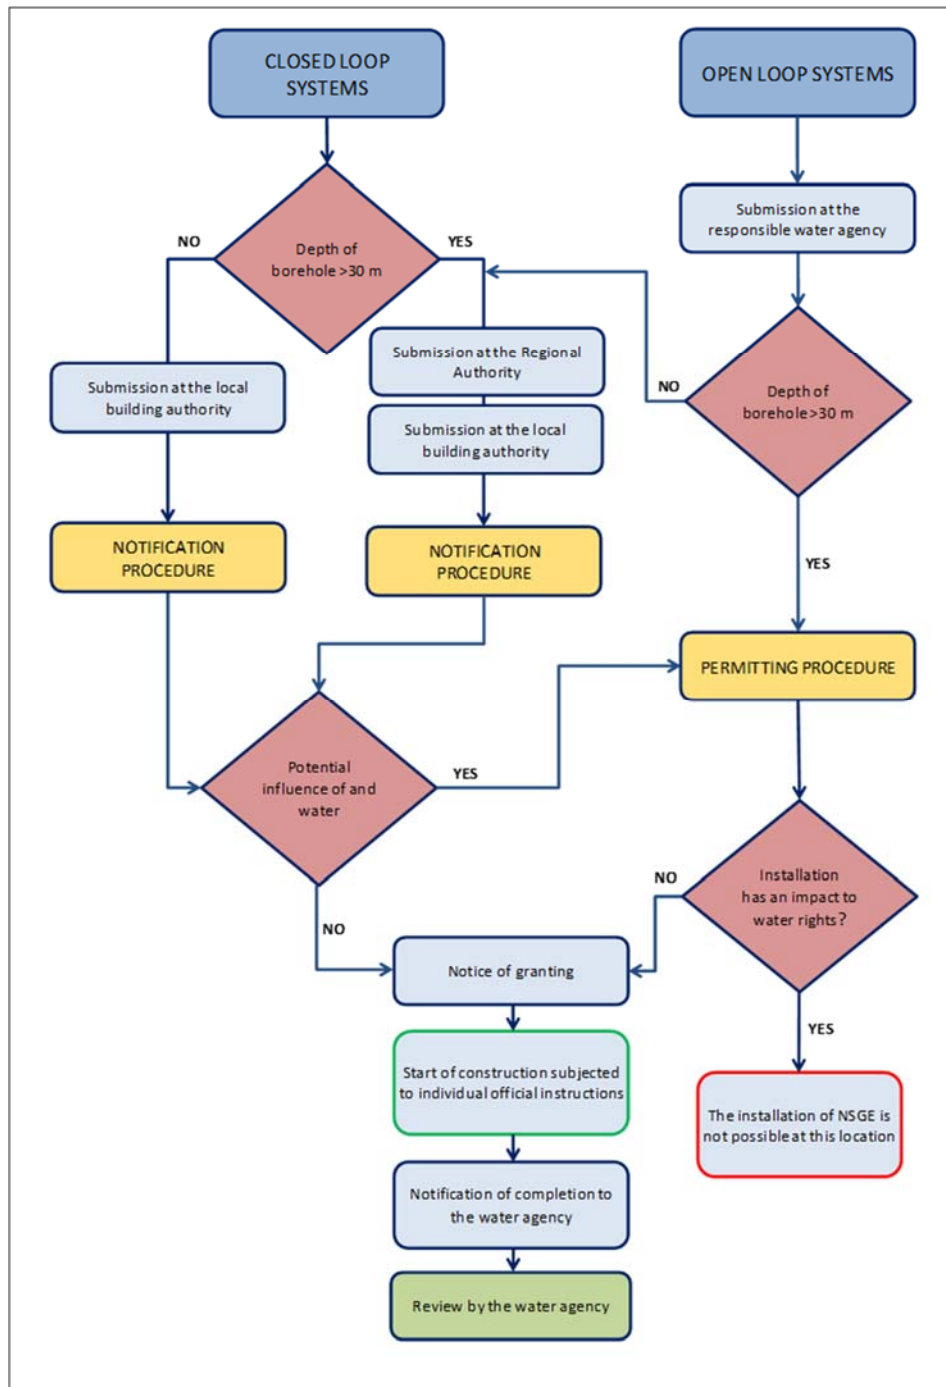 CLOSED LOOP
SYSTEMS
OPEN LOOP SYSTEMS
Submission at the
responsible water agency
NO
Depth of
borehole >30 m
YES
Submission at the Regional
Authority
Submission at the local
building authority
NO
Depth of
borehole>30 m
Submission at the local
building authority
NOTIFICATION
PROCEDURE
NOTIFICATION
PROCEDURE
YES
PERMITTING PROCEDURE
Potential
influence of and
water
YES
Installation
has an impact to
water rights?
NO
NO
Notice of granting
YES
Start of construction subjected
to individual official instructions
The installation of NSGE is
not possible at this location
Notification of completion to
the water agency
Review by the water agency